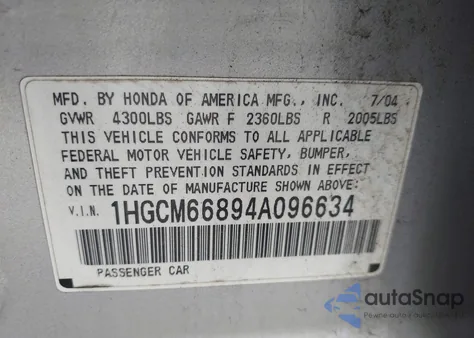 MFD. BY HONDA OF AMERICA MFG., INC. 7/04
GVWR 4300LBS GAWR F 2360LBS R 2005LBS
THIS VEHICLE CONFORMS TO ALL APPLICABLE
FEDERAL MOTOR VEHICLE SAFETY, BUMPER,
AND THEFT PREVENTION STANDARDS IN EFFECT
ON THE DATE OF MANUFACTURE SHOWN ABOVE:
V.I.N. 1HGCM66894A096634
PASSENGER CAR
autoSnap